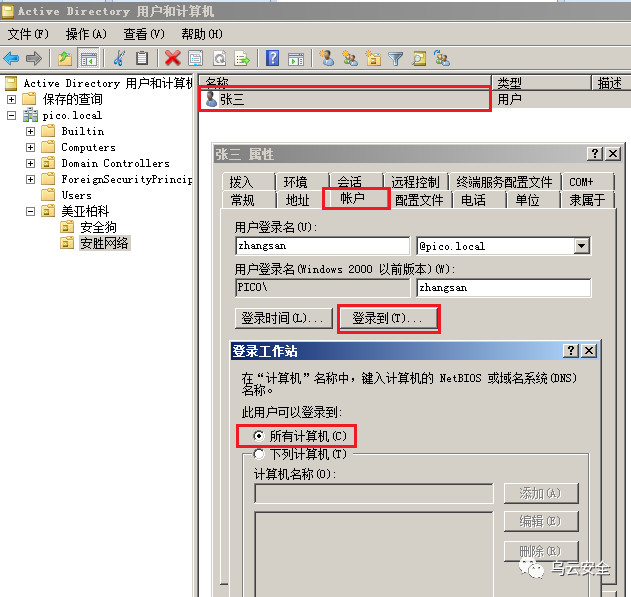 Active Directory 用户和计算机
文件(F) 操作(A) 查看(V) 帮助(H)
Active Directory 用户和计算机
保存的查询
pico.local
Builtin
Computers
Domain Controllers
ForeignSecurityPrincip
Users
美亚柏科
安全狗
安胜网络
名称 类型 描述
张三 用户
张三 属性
拨入 环境 会话 远程控制 终端服务配置文件 COM+
常规 地址 帐户 配置文件 电话 单位 隶属于
用户登录名(U):
zhangsan @pico.local
用户登录名(Windows 2000 以前版本)(W):
PICO\ zhangsan
登录时间(L)... 登录到(T)...
登录工作站
在“计算机”名称中，键入计算机的 NetBIOS 或域名系统(DNS)
名称。
此用户可以登录到:
所有计算机(C)
下列计算机(T)
计算机名称(O):
添加(A)
编辑(E)
删除(R)
乌云安全